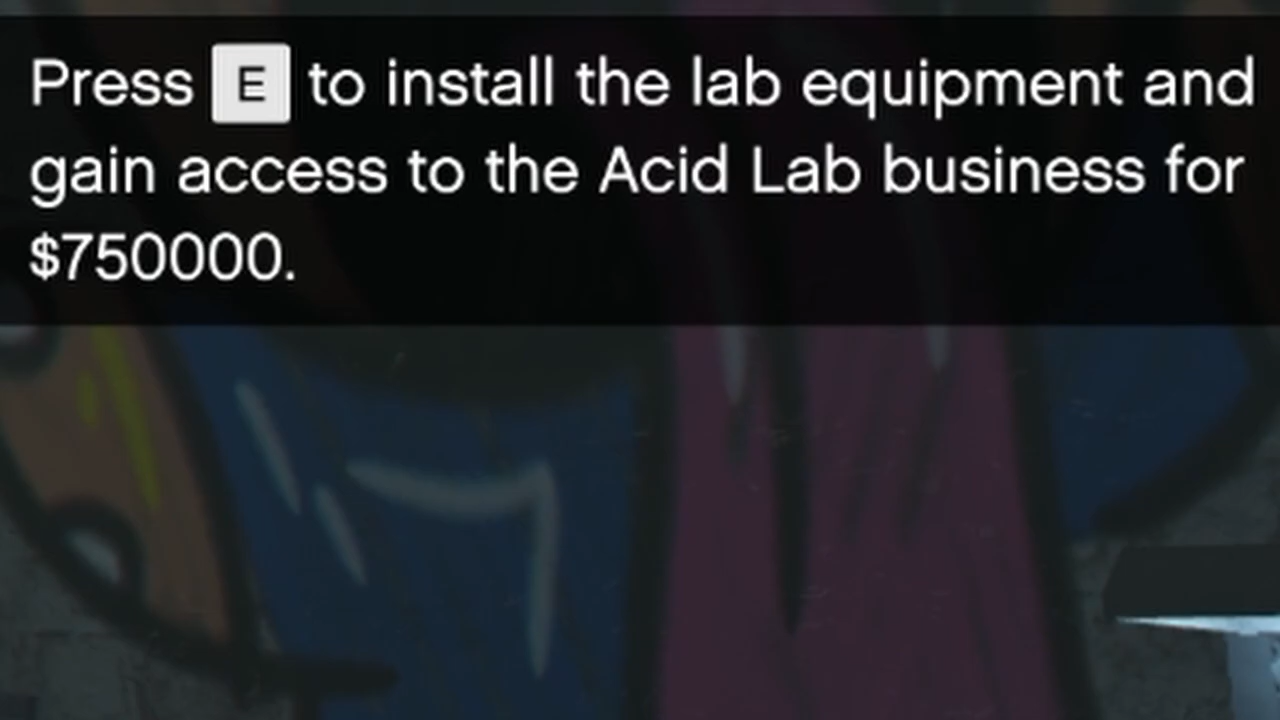 Press E to install the lab equipment and
gain access to the Acid Lab business for
$750000.